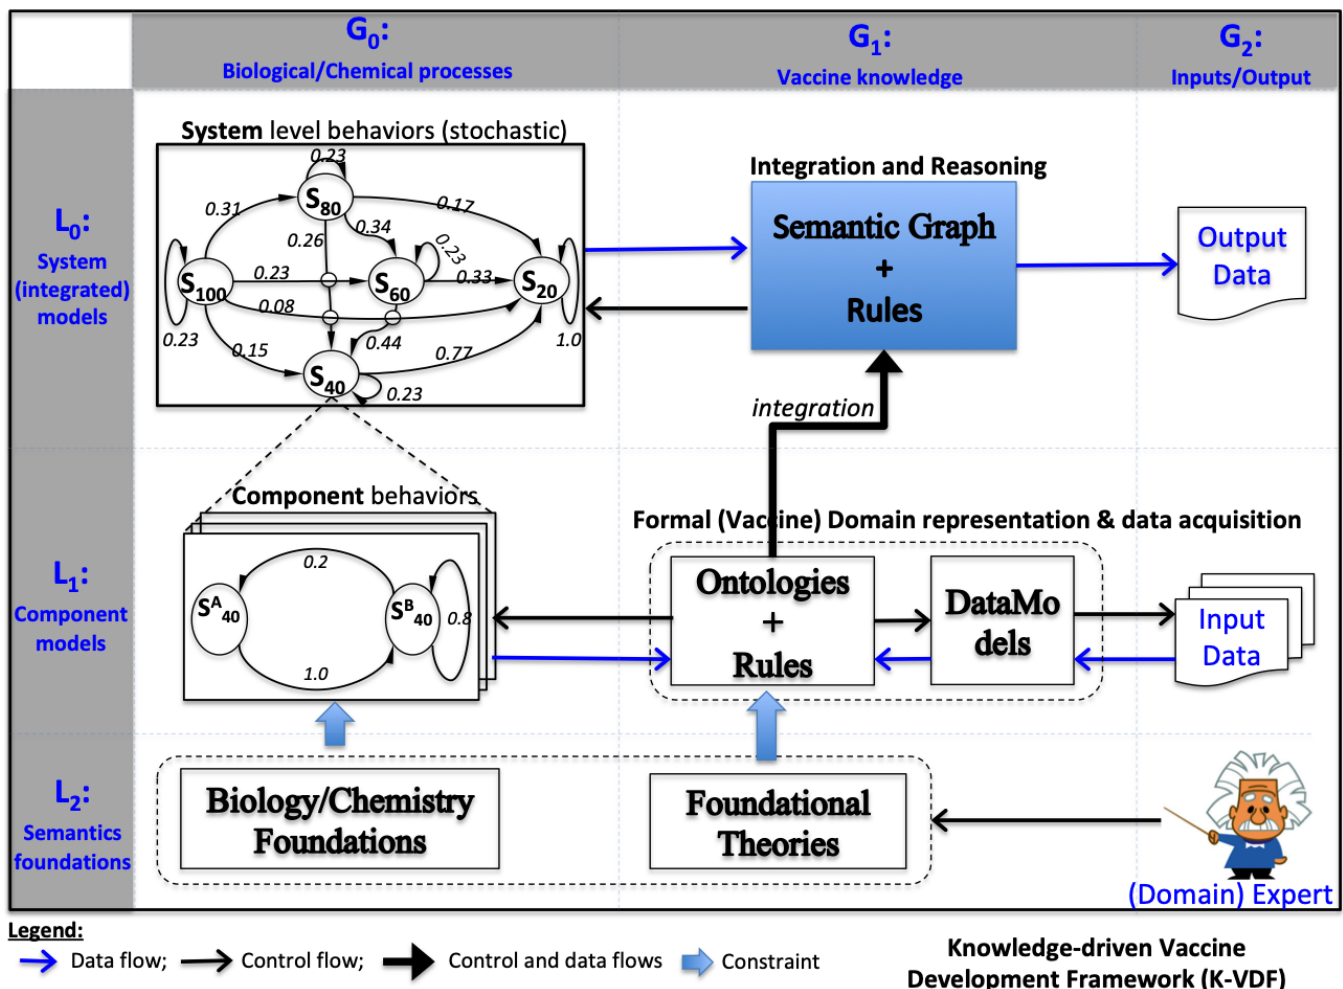 G0:
Biological/Chemical processes
G1:
Vaccine knowledge
G2:
Inputs/Output
L0:
System
(integrated)
models
System level behaviors (stochastic)
0.23
S80
0.31
0.17
0.34
0.26
0.23
S100
0.23
S60
0.33
S20
0.08
0.23
0.15
0.44
0.77
1.0
S40
0.23
Integration and Reasoning
Semantic Graph
+
Rules
Output
Data
integration
L1:
Component
models
Component behaviors
0.2
SA40
SB40
0.8
1.0
Formal (Vaccine) Domain representation & data acquisition
Ontologies
+
Rules
DataMo
dels
Input
Data
L2:
Semantics
foundations
Biology/Chemistry
Foundations
Foundational
Theories
(Domain) Expert
Legend:
Data flow;
Control flow;
Control and data flows
Constraint
Knowledge-driven Vaccine
Development Framework (K-VDF)